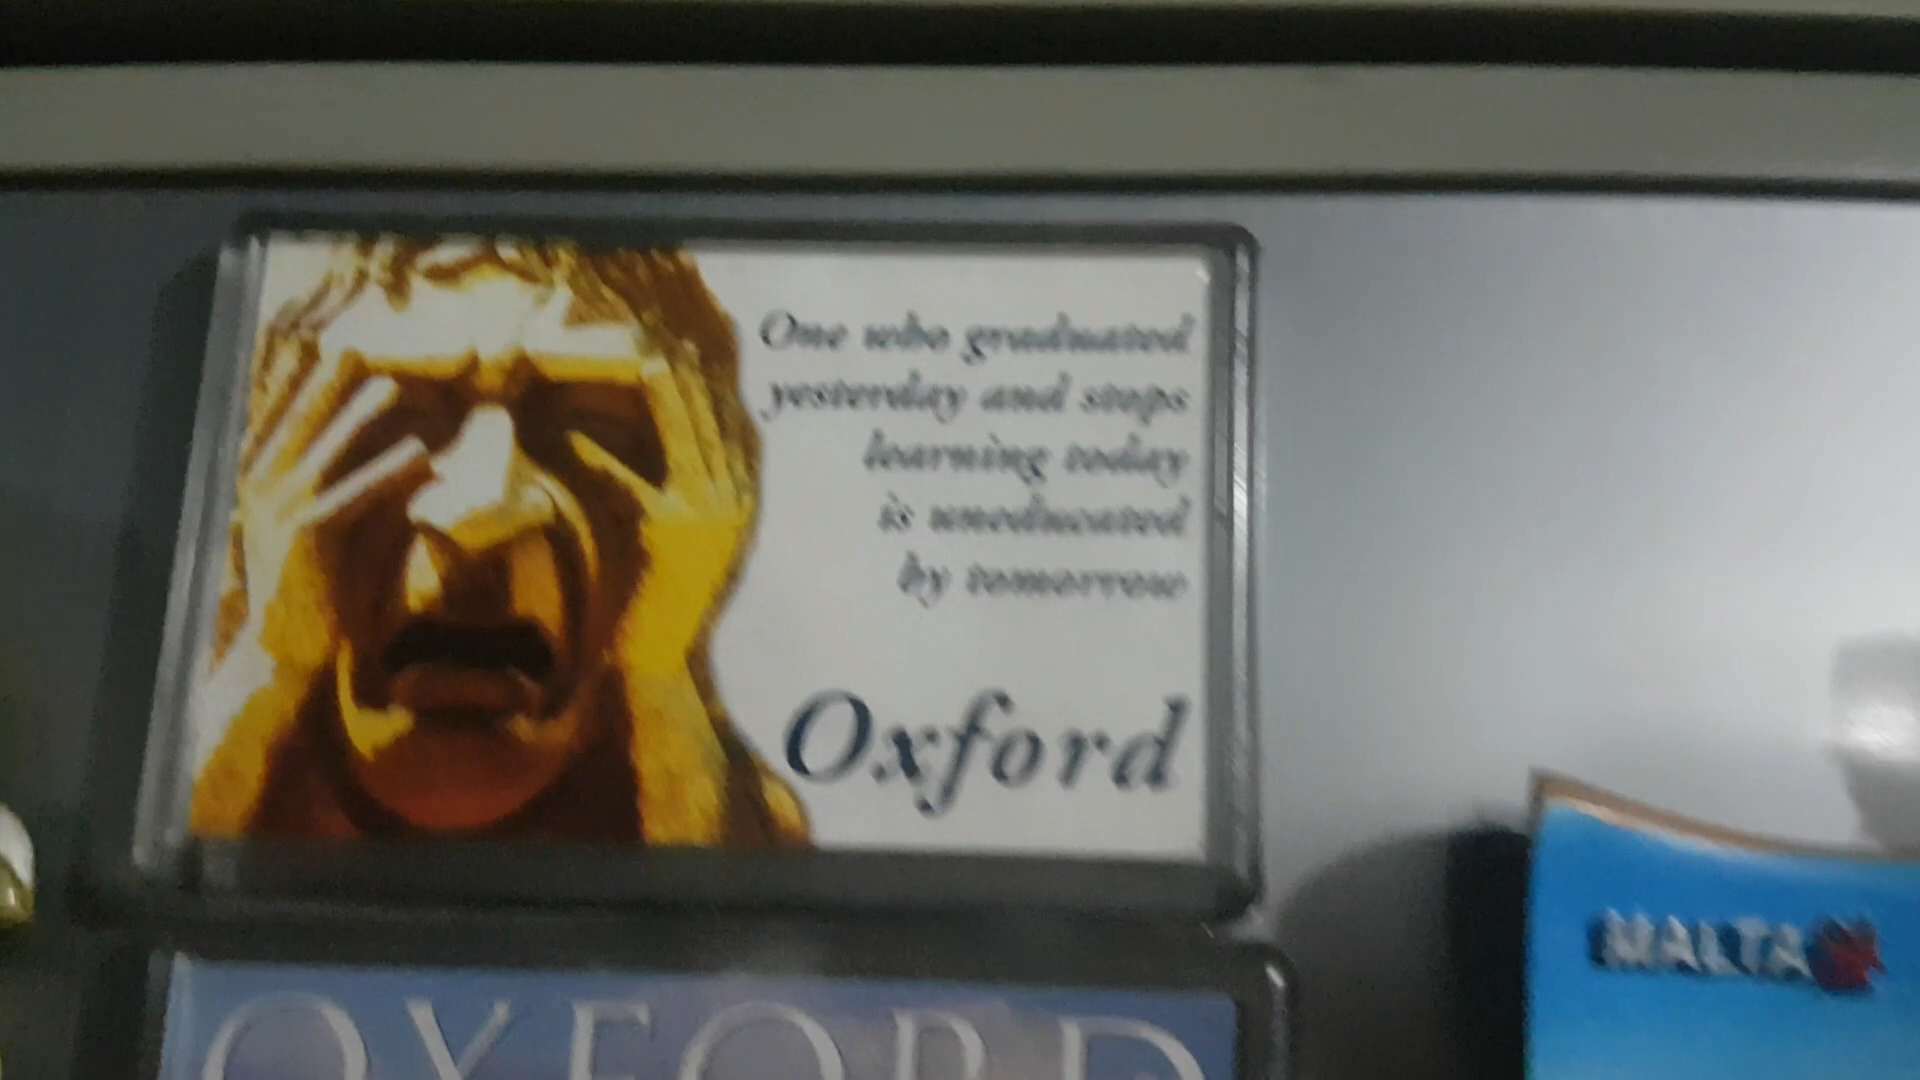 One who graduated
yesterday and stops
learning today
is uneducated
by tomorrow
Oxford
MALTA
OXFORD